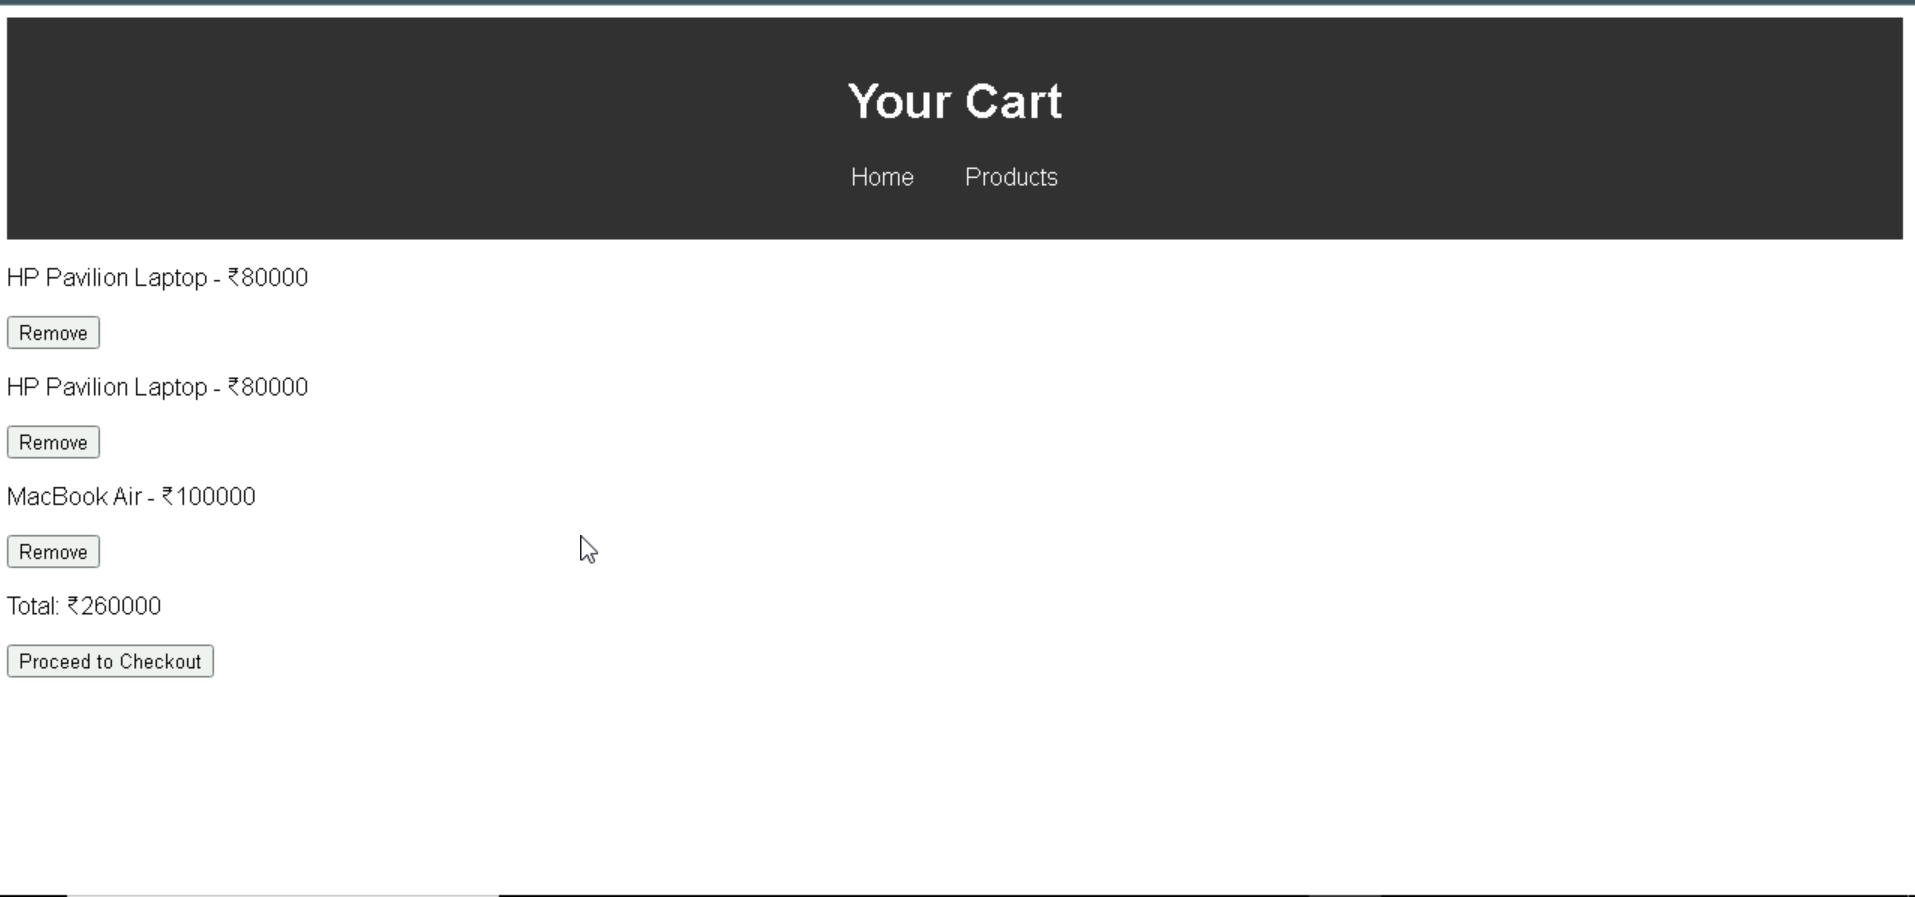 Your Cart
Home Products
HP Pavilion Laptop - ₹80000
Remove
HP Pavilion Laptop - ₹80000
Remove
MacBook Air - ₹100000
Remove
Total: ₹260000
Proceed to Checkout